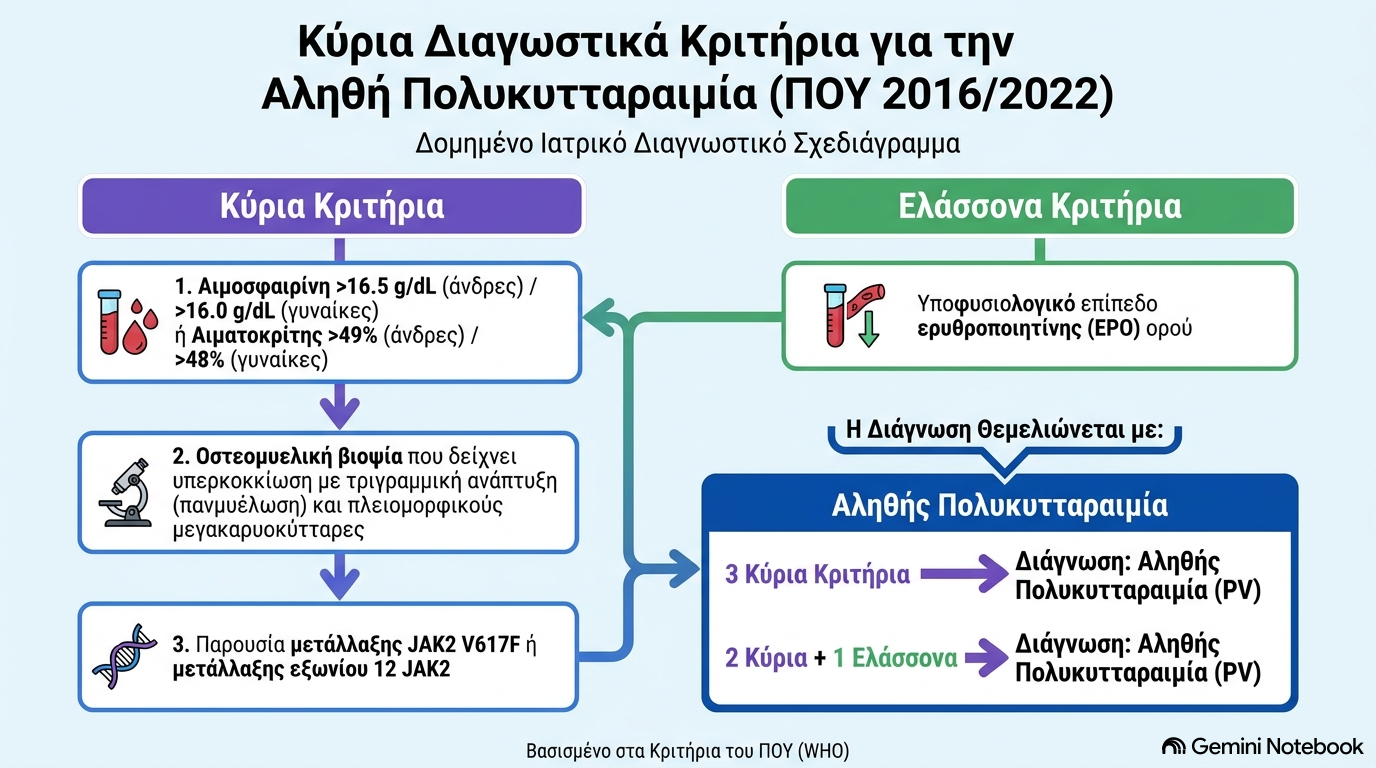 Κύρια Διαγωστικά Κριτήρια για την
Αληθή Πολυκυτταραιμία (ΠΟΥ 2016/2022)
Δομημένο Ιατρικό Διαγνωστικό Σχεδιάγραμμα
Κύρια Κριτήρια
1. Αιμοσφαιρίνη >16.5 g/dL (άνδρες) /
>16.0 g/dL (γυναίκες)
ή Αιματοκρίτης >49% (άνδρες) /
>48% (γυναίκες)
2. Οστεομυελική βιοψία που δείχνει
υπερκοκκίωση με τριγραμμική ανάπτυξη
(πανμυέλωση) και πλειομορφικούς
μεγακαρυοκύτταρες
3. Παρουσία μετάλλαξης JAK2 V617F ή
μετάλλαξης εξωνίου 12 JAK2
Ελάσσονα Κριτήρια
Υποφυσιολογικό επίπεδο
ερυθροποιητίνης (EPO) ορού
Η Διάγνωση Θεμελιώνεται με:
Αληθής Πολυκυτταραιμία
3 Κύρια Κριτήρια
Διάγνωση: Αληθής
Πολυκυτταραιμία (PV)
2 Κύρια + 1 Ελάσσονα
Διάγνωση: Αληθής
Πολυκυτταραιμία (PV)
Βασισμένο στα Κριτήρια του ΠΟΥ (WHO)
Gemini Notebook